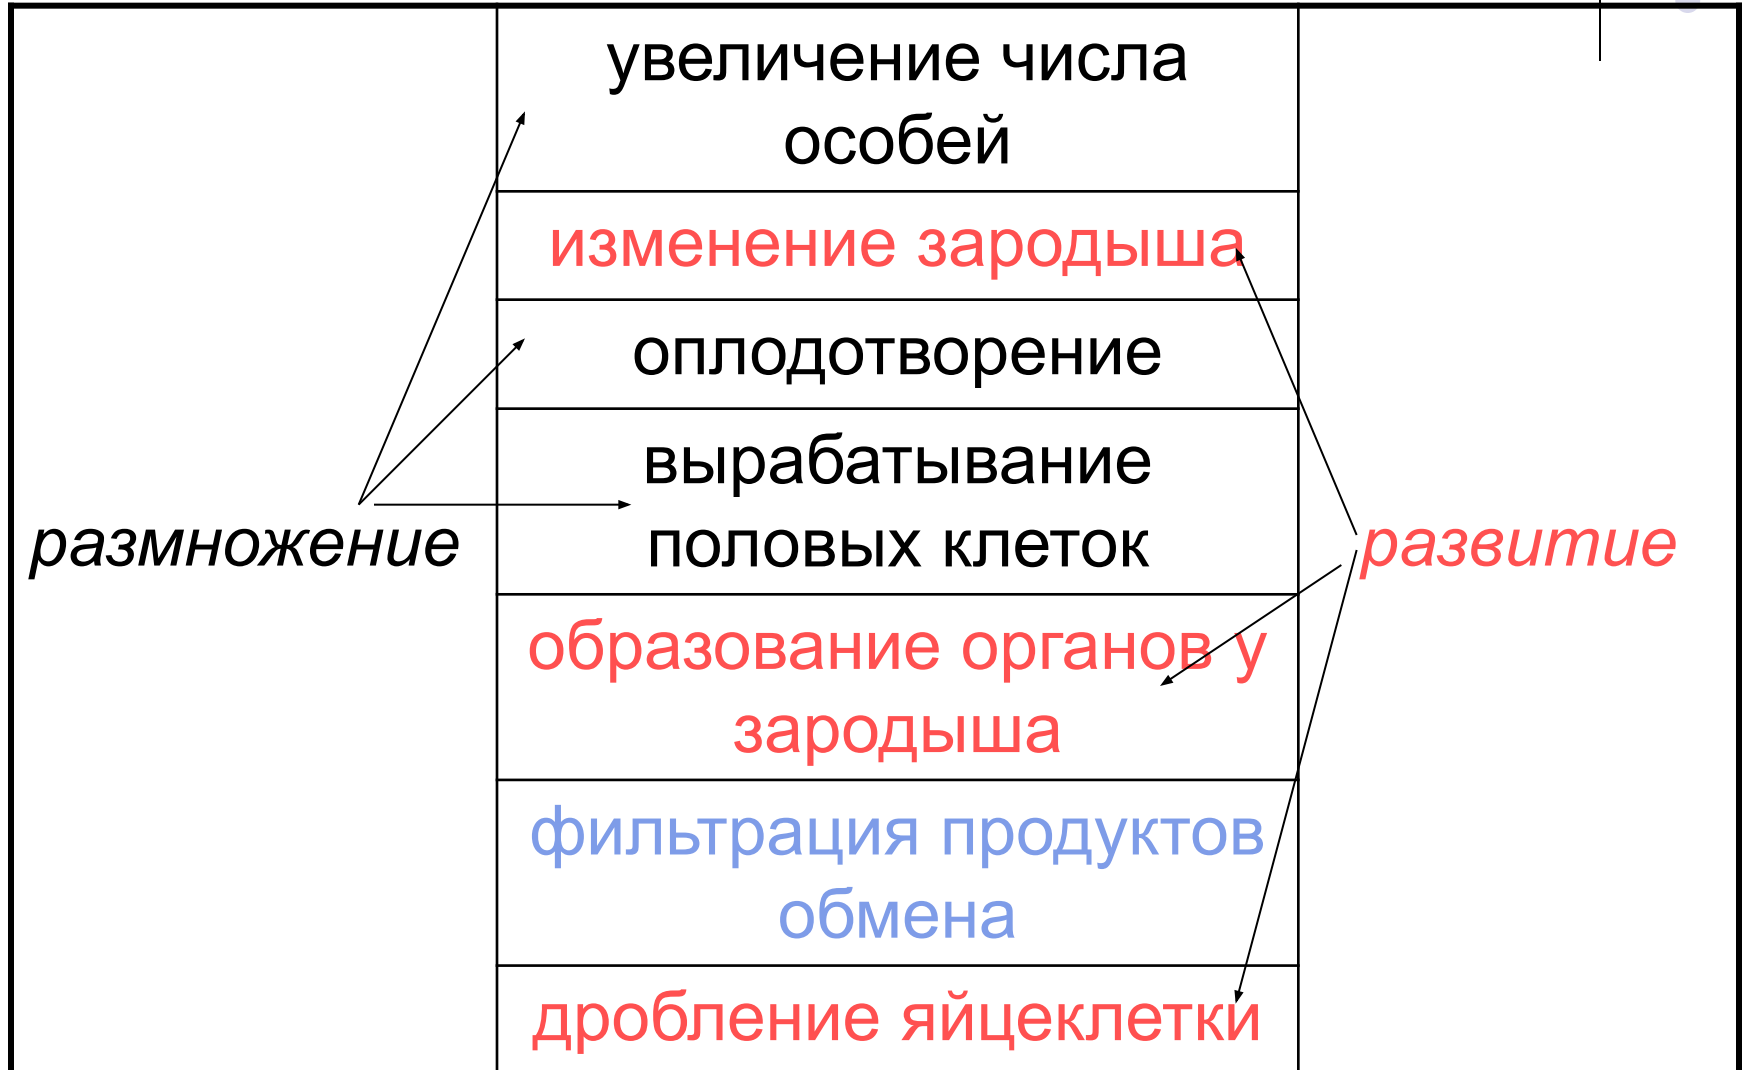 увеличение числа
особей
изменение зародыша
оплодотворение
вырабатывание
половых клеток
размножение
развитие
образование органов у
зародыша
фильтрация продуктов
обмена
дробление яйцеклетки